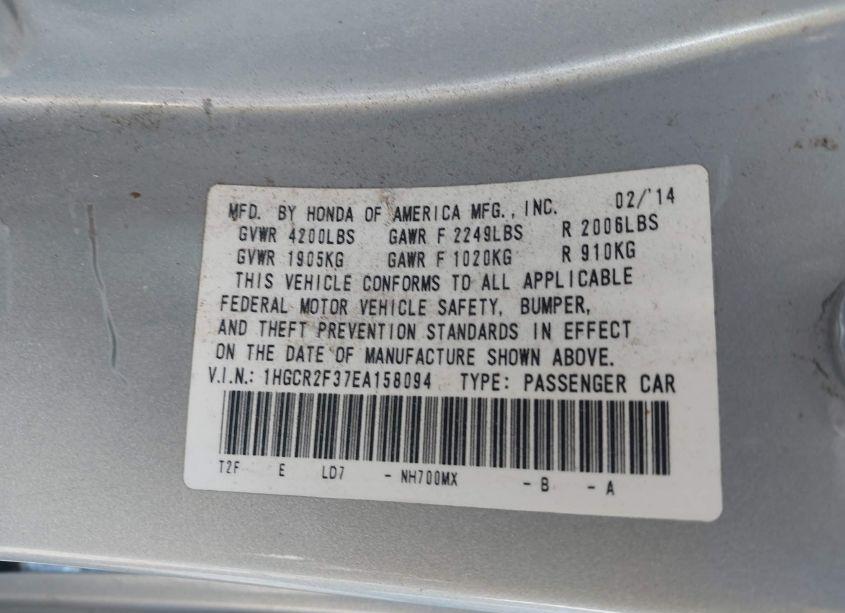 MFD. BY HONDA OF AMERICA MFG., INC. 02/'14
GVWR 4200LBS GAWR F 2249LBS R 2006LBS
GVWR 1905KG GAWR F 1020KG R 910KG
THIS VEHICLE CONFORMS TO ALL APPLICABLE
FEDERAL MOTOR VEHICLE SAFETY, BUMPER,
AND THEFT PREVENTION STANDARDS IN EFFECT
ON THE DATE OF MANUFACTURE SHOWN ABOVE.
V.I.N.: 1HGCR2F37EA158094 TYPE: PASSENGER CAR
T2F E LD7 - NH700MX - B - A